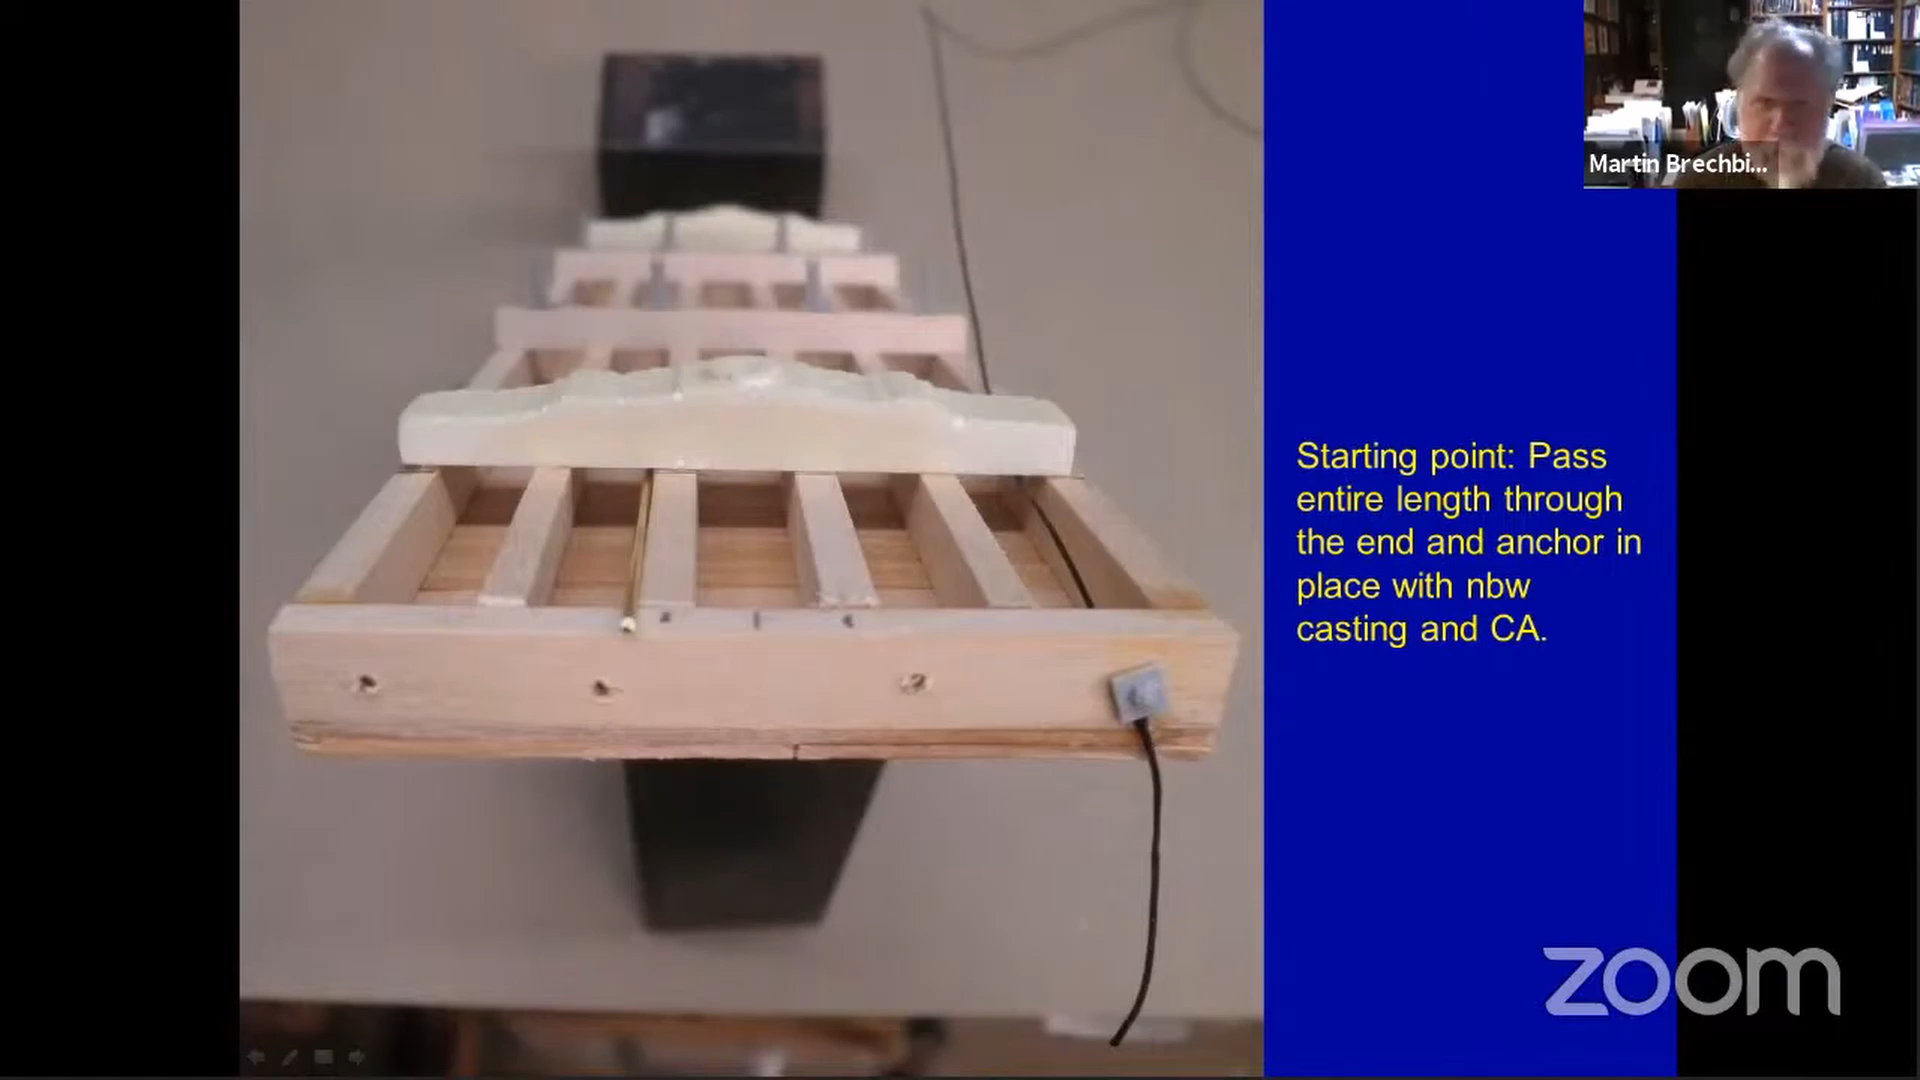 Martin Brechbi...
Starting point: Pass
entire length through
the end and anchor in
place with nbw
casting and CA.
zoom